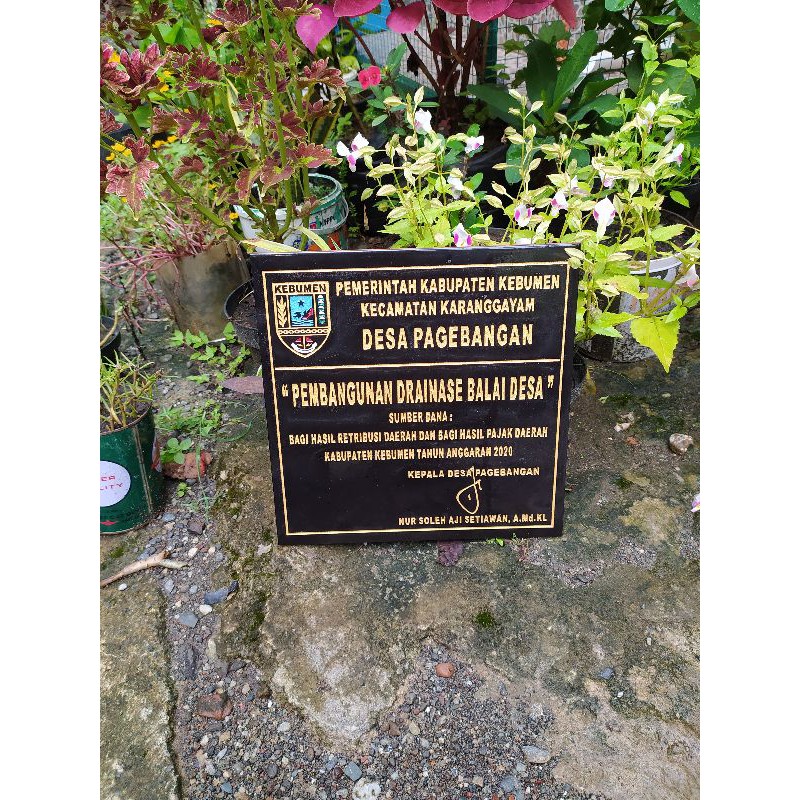 KEBUMEN
PEMERINTAH KABUPATEN KEBUMEN
KECAMATAN KARANGGAYAM
DESA PAGEBANGAN
" PEMBANGUNAN DRAINASE BALAI DESA "
SUMBER DANA :
BAGI HASIL RETRIBUSI DAERAH DAN BAGI HASIL PAJAK DAERAH
KABUPATEN KEBUMEN TAHUN ANGGARAN 2020
KEPALA DESA PAGEBANGAN
NUR SOLEH AJI SETIAWAN, A.Md.KL